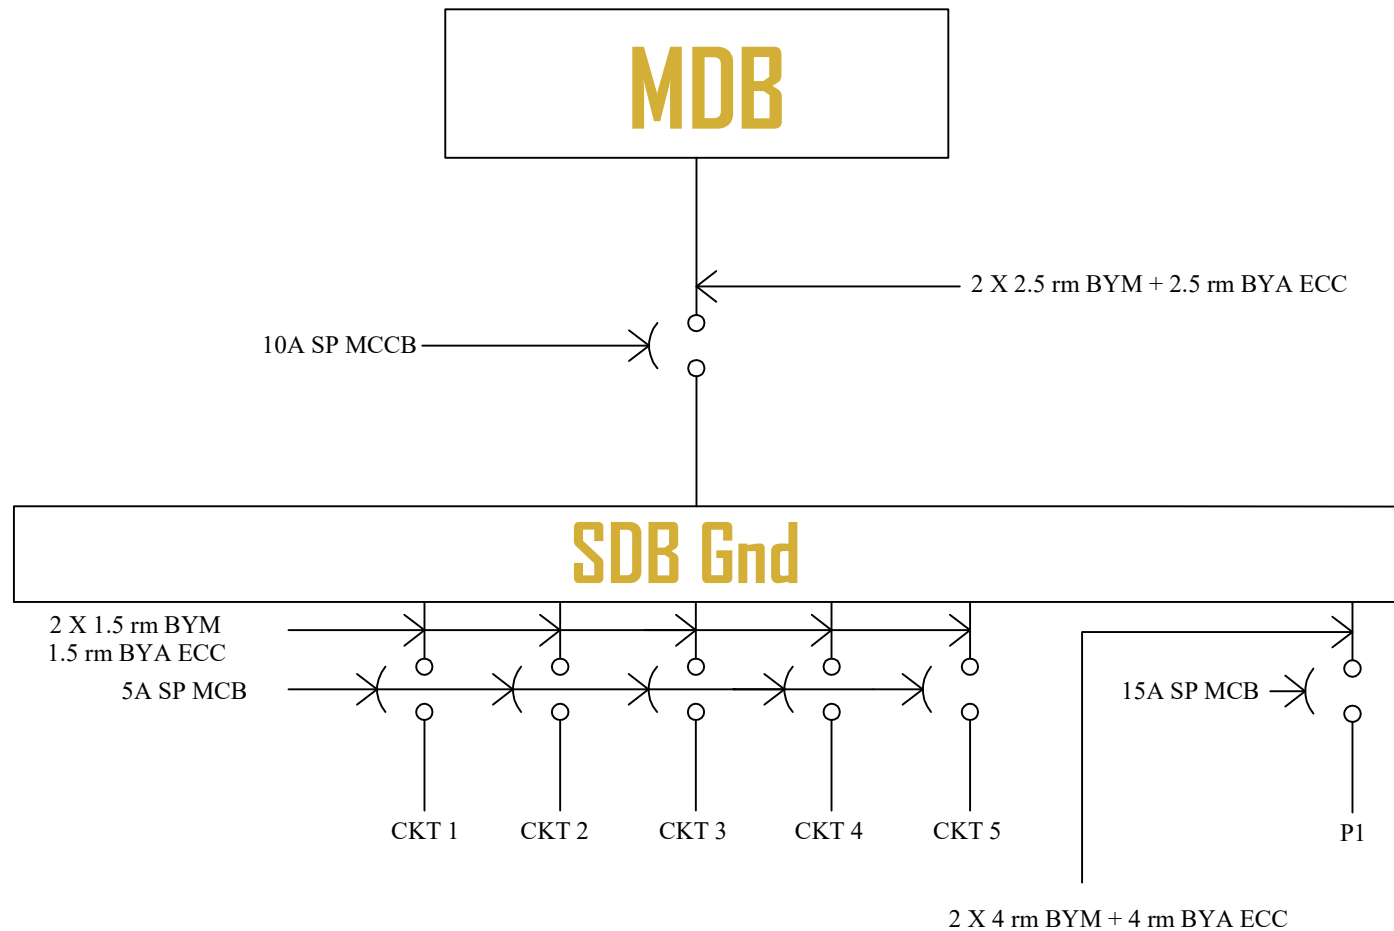 MDB
2 X 2.5 rm BYM + 2.5 rm BYA ECC
10A SP MCCB
SDB Gnd
2 X 1.5 rm BYM
1.5 rm BYA ECC
5A SP MCB
15A SP MCB
CKT 1
CKT 2
CKT 3
CKT 4
CKT 5
P1
2 X 4 rm BYM + 4 rm BYA ECC